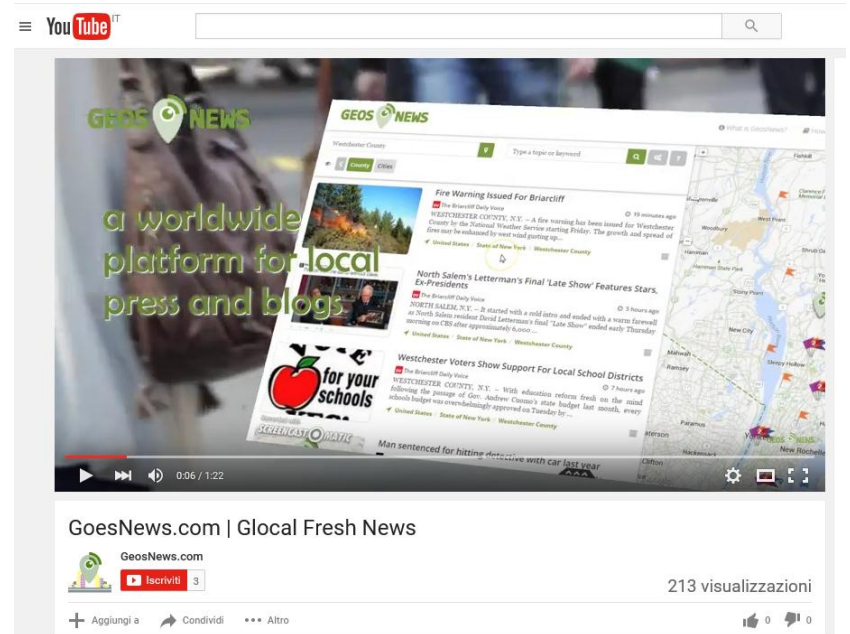 YouTube IT
GEOS NEWS
a worldwide
platform for local
press and blogs
GEOS NEWS
What is GeosNews?
Westchester County
Type a topic or keyword
County Cities
Fire Warning Issued For Briarcliff
The Briarcliff Daily Voice
19 minutes ago
WESTCHESTER COUNTY, N.Y. – A fire warning has been issued for Westchester
County by the National Weather Service starting Friday. The growth and spread of
fires may be enhanced by west wind gusting up...
United States State of New York Westchester County
North Salem's Letterman's Final 'Late Show' Features Stars,
Ex-Presidents
The Briarcliff Daily Voice
5 hours ago
NORTH SALEM, N.Y. – It started with a cold intro and ended with a warm farewell
as North Salem resident David Letterman's final "Late Show" ended early Thursday
morning on CBS after approximately 6,000 ...
United States State of New York Westchester County
for your
schools
Westchester Voters Show Support For Local School Districts
The Briarcliff Daily Voice
7 hours ago
WESTCHESTER COUNTY, N.Y. – With education reform fresh on the mind
following the passage of Gov. Andrew Cuomo's state budget last month, every
schools budget was overwhelmingly approved on Tuesday by ...
United States State of New York Westchester County
SCREENCAST-O-MATIC
Man sentenced for hitting detective with car last year
Woodbury
West Point
Harriman
Harriman State Park
Stony Point
New City
Mahwah
Ramsey
Sleepy Hollow
Paramus
Hackensack
Clifton
New Rochelle
0:06 / 1:22
GoesNews.com | Glocal Fresh News
GeosNews.com
Iscriviti 3
213 visualizzazioni
Aggiungi a Condividi Altro
0 0